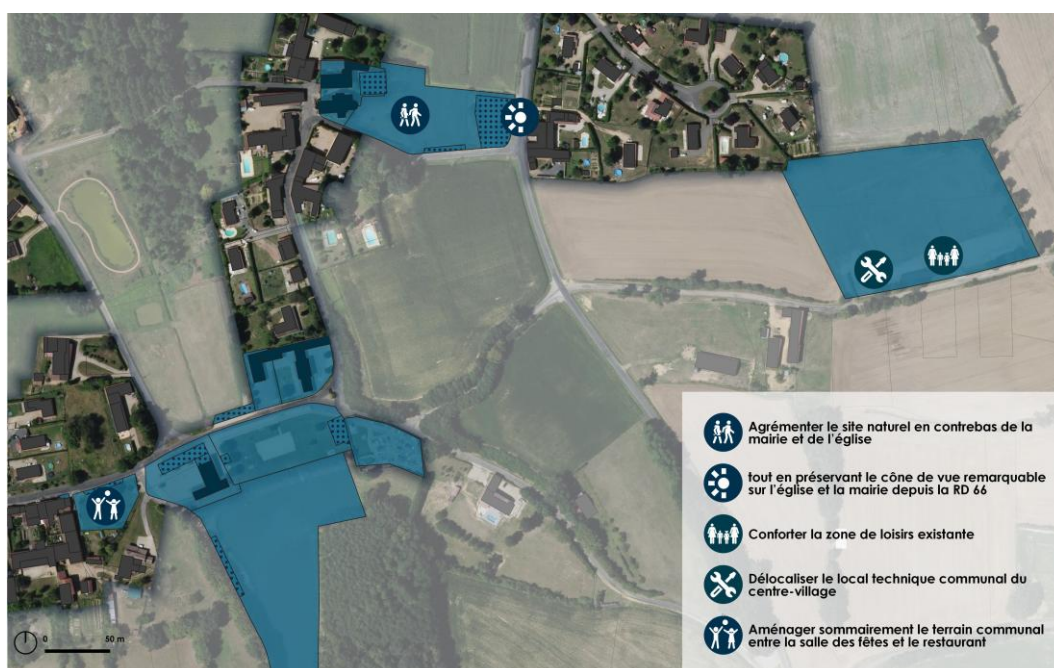 Agrémenter le site naturel en contrebas de la
mairie et de l'église
tout en préservant le cône de vue remarquable
sur l'église et la mairie depuis la RD 66
Conforter la zone de loisirs existante
Délocaliser le local technique communal du
centre-village
Aménager sommairement le terrain communal
entre la salle des fêtes et le restaurant
0 50 m